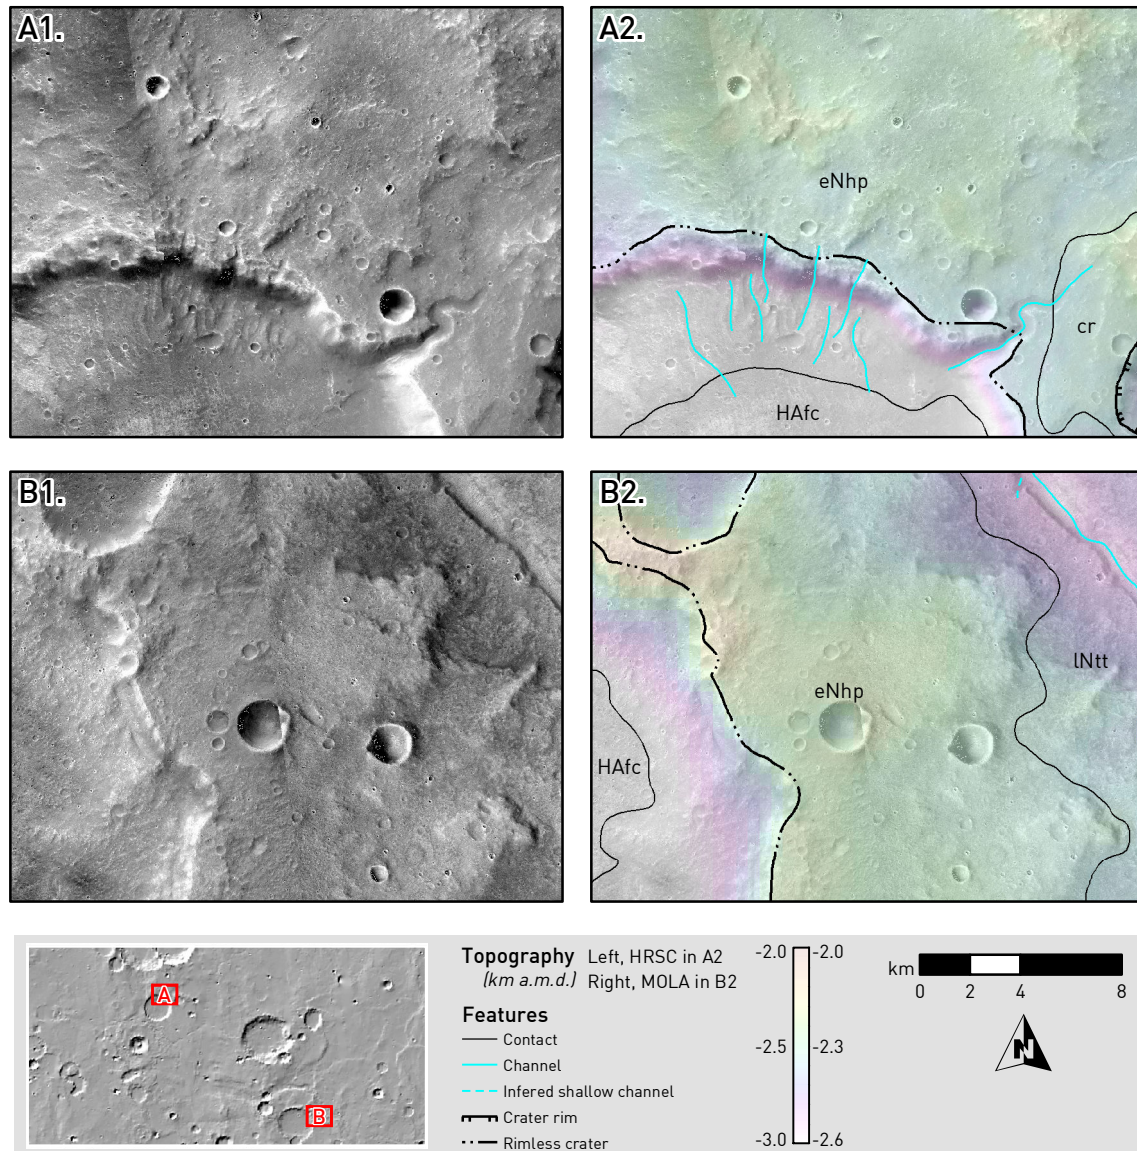 A1.
A2.
eNhp
cr
HAfc
B1.
B2.
lNtt
eNhp
HAfc
A
B
Topography Left, HRSC in A2
(km a.m.d.) Right, MOLA in B2
Features
Contact
Channel
Infered shallow channel
Crater rim
Rimless crater
-2.0 -2.0
-2.5 -2.3
-3.0 -2.6
km
0 2 4 8
N